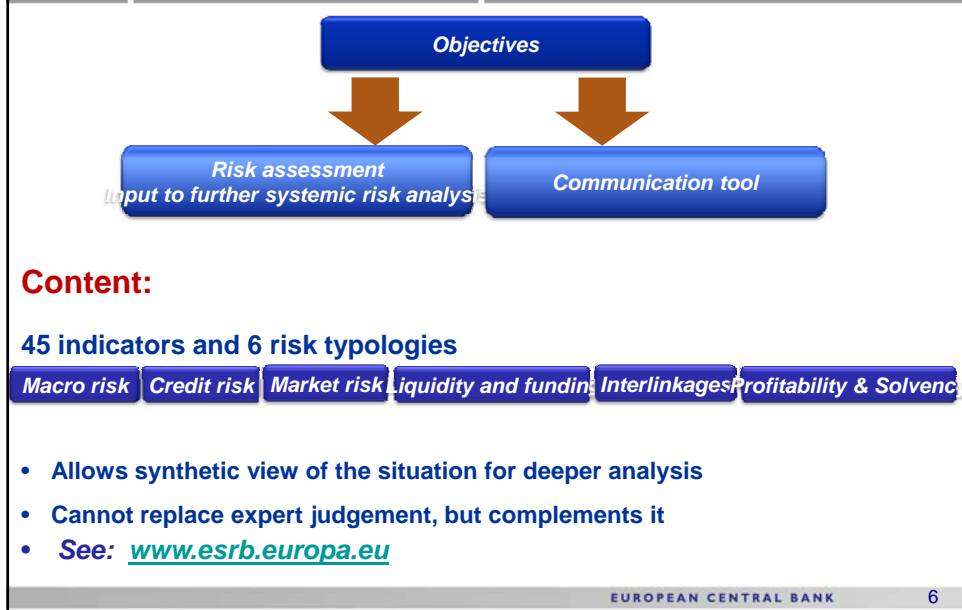 Objectives
Risk assessment
Input to further systemic risk analysis
Communication tool
Content:
45 indicators and 6 risk typologies
Macro risk Credit risk Market risk Liquidity and funding Interlinkages Profitability & Solvency
• Allows synthetic view of the situation for deeper analysis
• Cannot replace expert judgement, but complements it
• See: www.esrb.europa.eu
EUROPEAN CENTRAL BANK 6